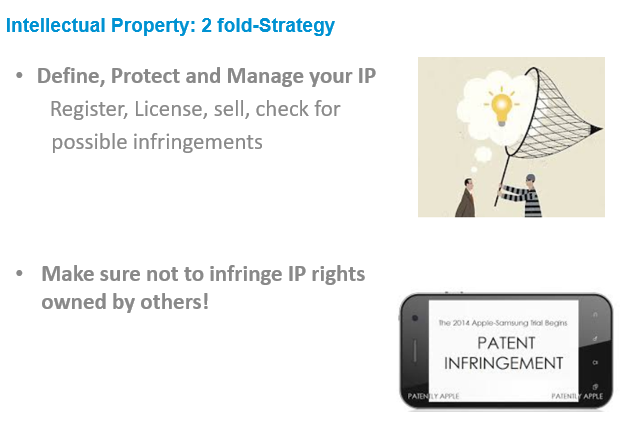 Intellectual Property: 2 fold-Strategy
• Define, Protect and Manage your IP
Register, License, sell, check for
possible infringements
• Make sure not to infringe IP rights
owned by others!
The 2014 Apple-Samsung Trial Begins
PATENT
INFRINGEMENT
PATENTLY APPLE PATENTLY APPLE